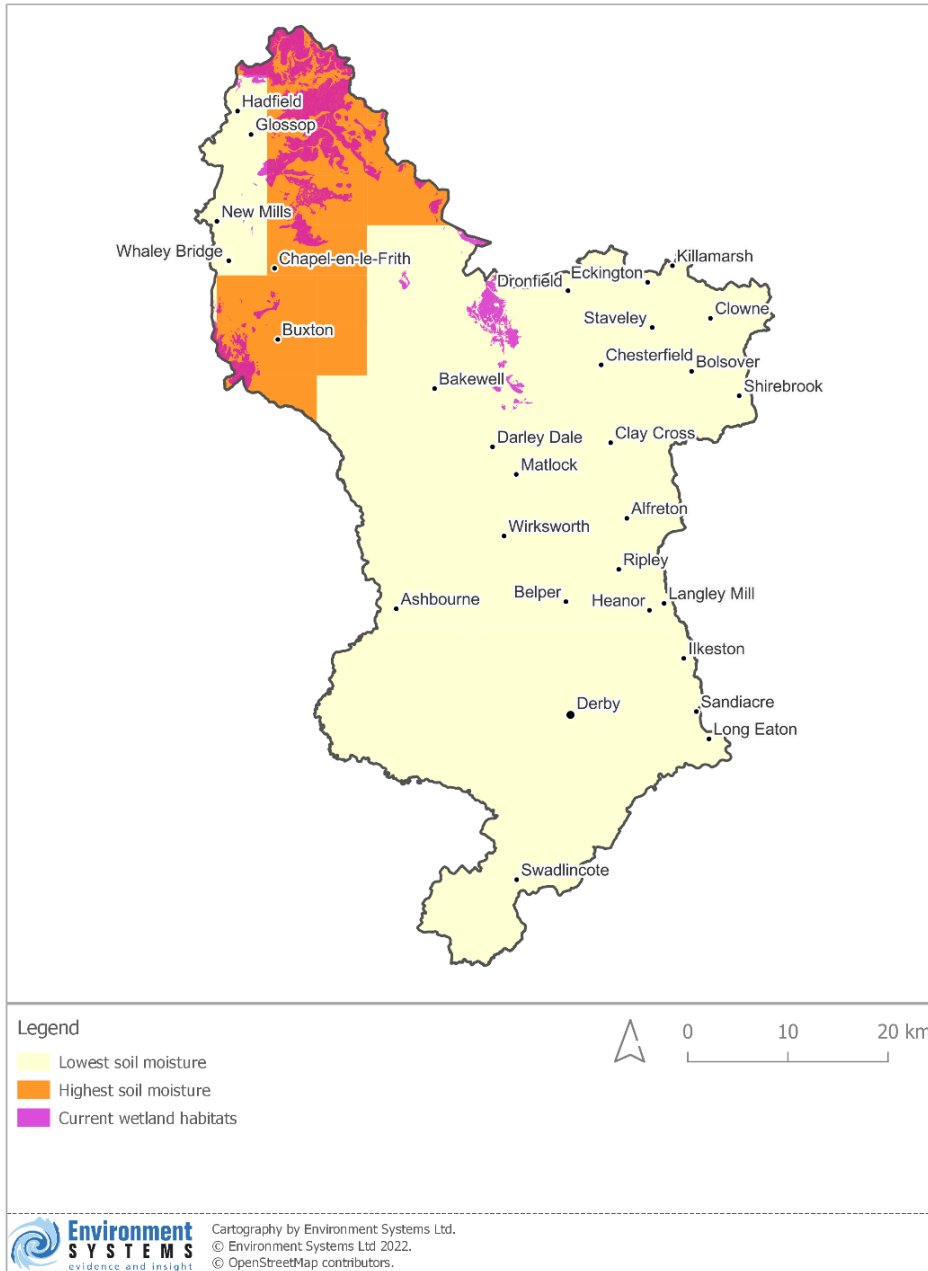 Hadfield
Glossop
New Mills
Whaley Bridge
Chapel-en-le-Frith
Killamarsh
Dronfield
Eckington
Clowne
Staveley
Buxton
Chesterfield
Bolsover
Bakewell
Shirebrook
Darley Dale
Clay Cross
Matlock
Alfreton
Wirksworth
Ripley
Ashbourne
Belper
Heanor
Langley Mill
Ilkeston
Derby
Sandiacre
Long Eaton
Swadlincote
Legend
0 10 20 km
Lowest soil moisture
Highest soil moisture
Current wetland habitats
Environment
SYSTEMS
evidence and insight
Cartography by Environment Systems Ltd.
© Environment Systems Ltd 2022.
© OpenStreetMap contributors.